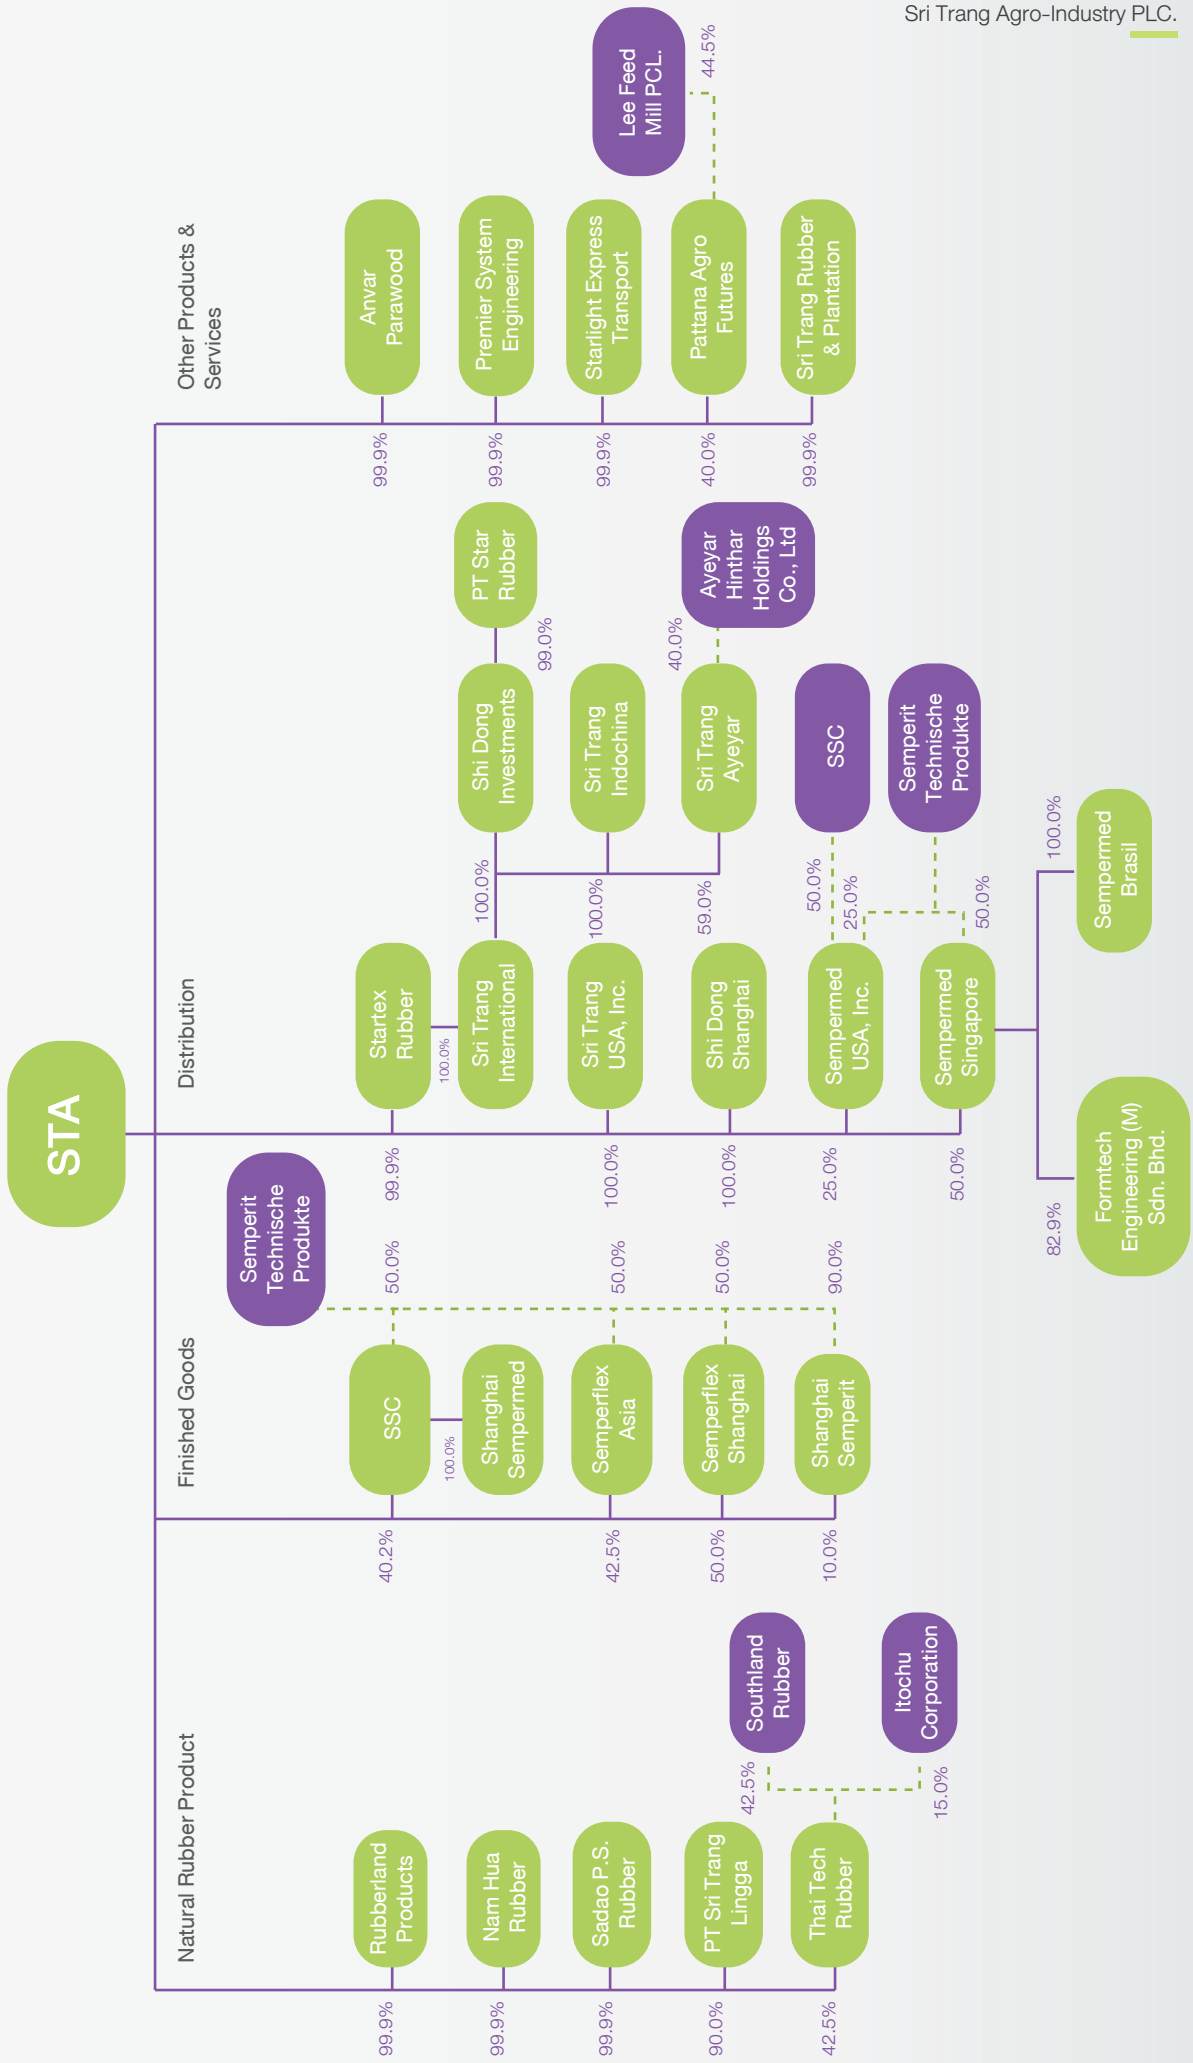 Sri Trang Agro-Industry PLC.
STA
Natural Rubber Product
99.9%
Rubberland
Products
99.9%
Nam Hua
Rubber
99.9%
Sadao P.S.
Rubber
90.0%
PT Sri Trang
Lingga
42.5%
Thai Tech
Rubber
42.5%
Southland
Rubber
15.0%
Itochu
Corporation
Finished Goods
Semperit
Technische
Produkte
40.2%
SSC
50.0%
100.0%
Shanghai
Sempermed
42.5%
Semperflex
Asia
50.0%
50.0%
Semperflex
Shanghai
50.0%
10.0%
Shanghai
Semperit
90.0%
Distribution
99.9%
Startex
Rubber
100.0%
Sri Trang
International
100.0%
Shi Dong
Investments
99.0%
PT Star
Rubber
100.0%
Sri Trang
USA, Inc.
100.0%
Sri Trang
Indochina
100.0%
Shi Dong
Shanghai
59.0%
Sri Trang
Ayeyar
40.0%
Ayeyar
Hinthar
Holdings
Co., Ltd
25.0%
Sempermed
USA, Inc.
50.0%
SSC
25.0%
Semperit
Technische
Produkte
50.0%
Sempermed
Singapore
50.0%
82.9%
Formtech
Engineering (M)
Sdn. Bhd.
100.0%
Sempermed
Brasil
Other Products &
Services
99.9%
Anvar
Parawood
99.9%
Premier System
Engineering
99.9%
Starlight Express
Transport
40.0%
Pattana Agro
Futures
44.5%
Lee Feed
Mill PCL.
99.9%
Sri Trang Rubber
& Plantation